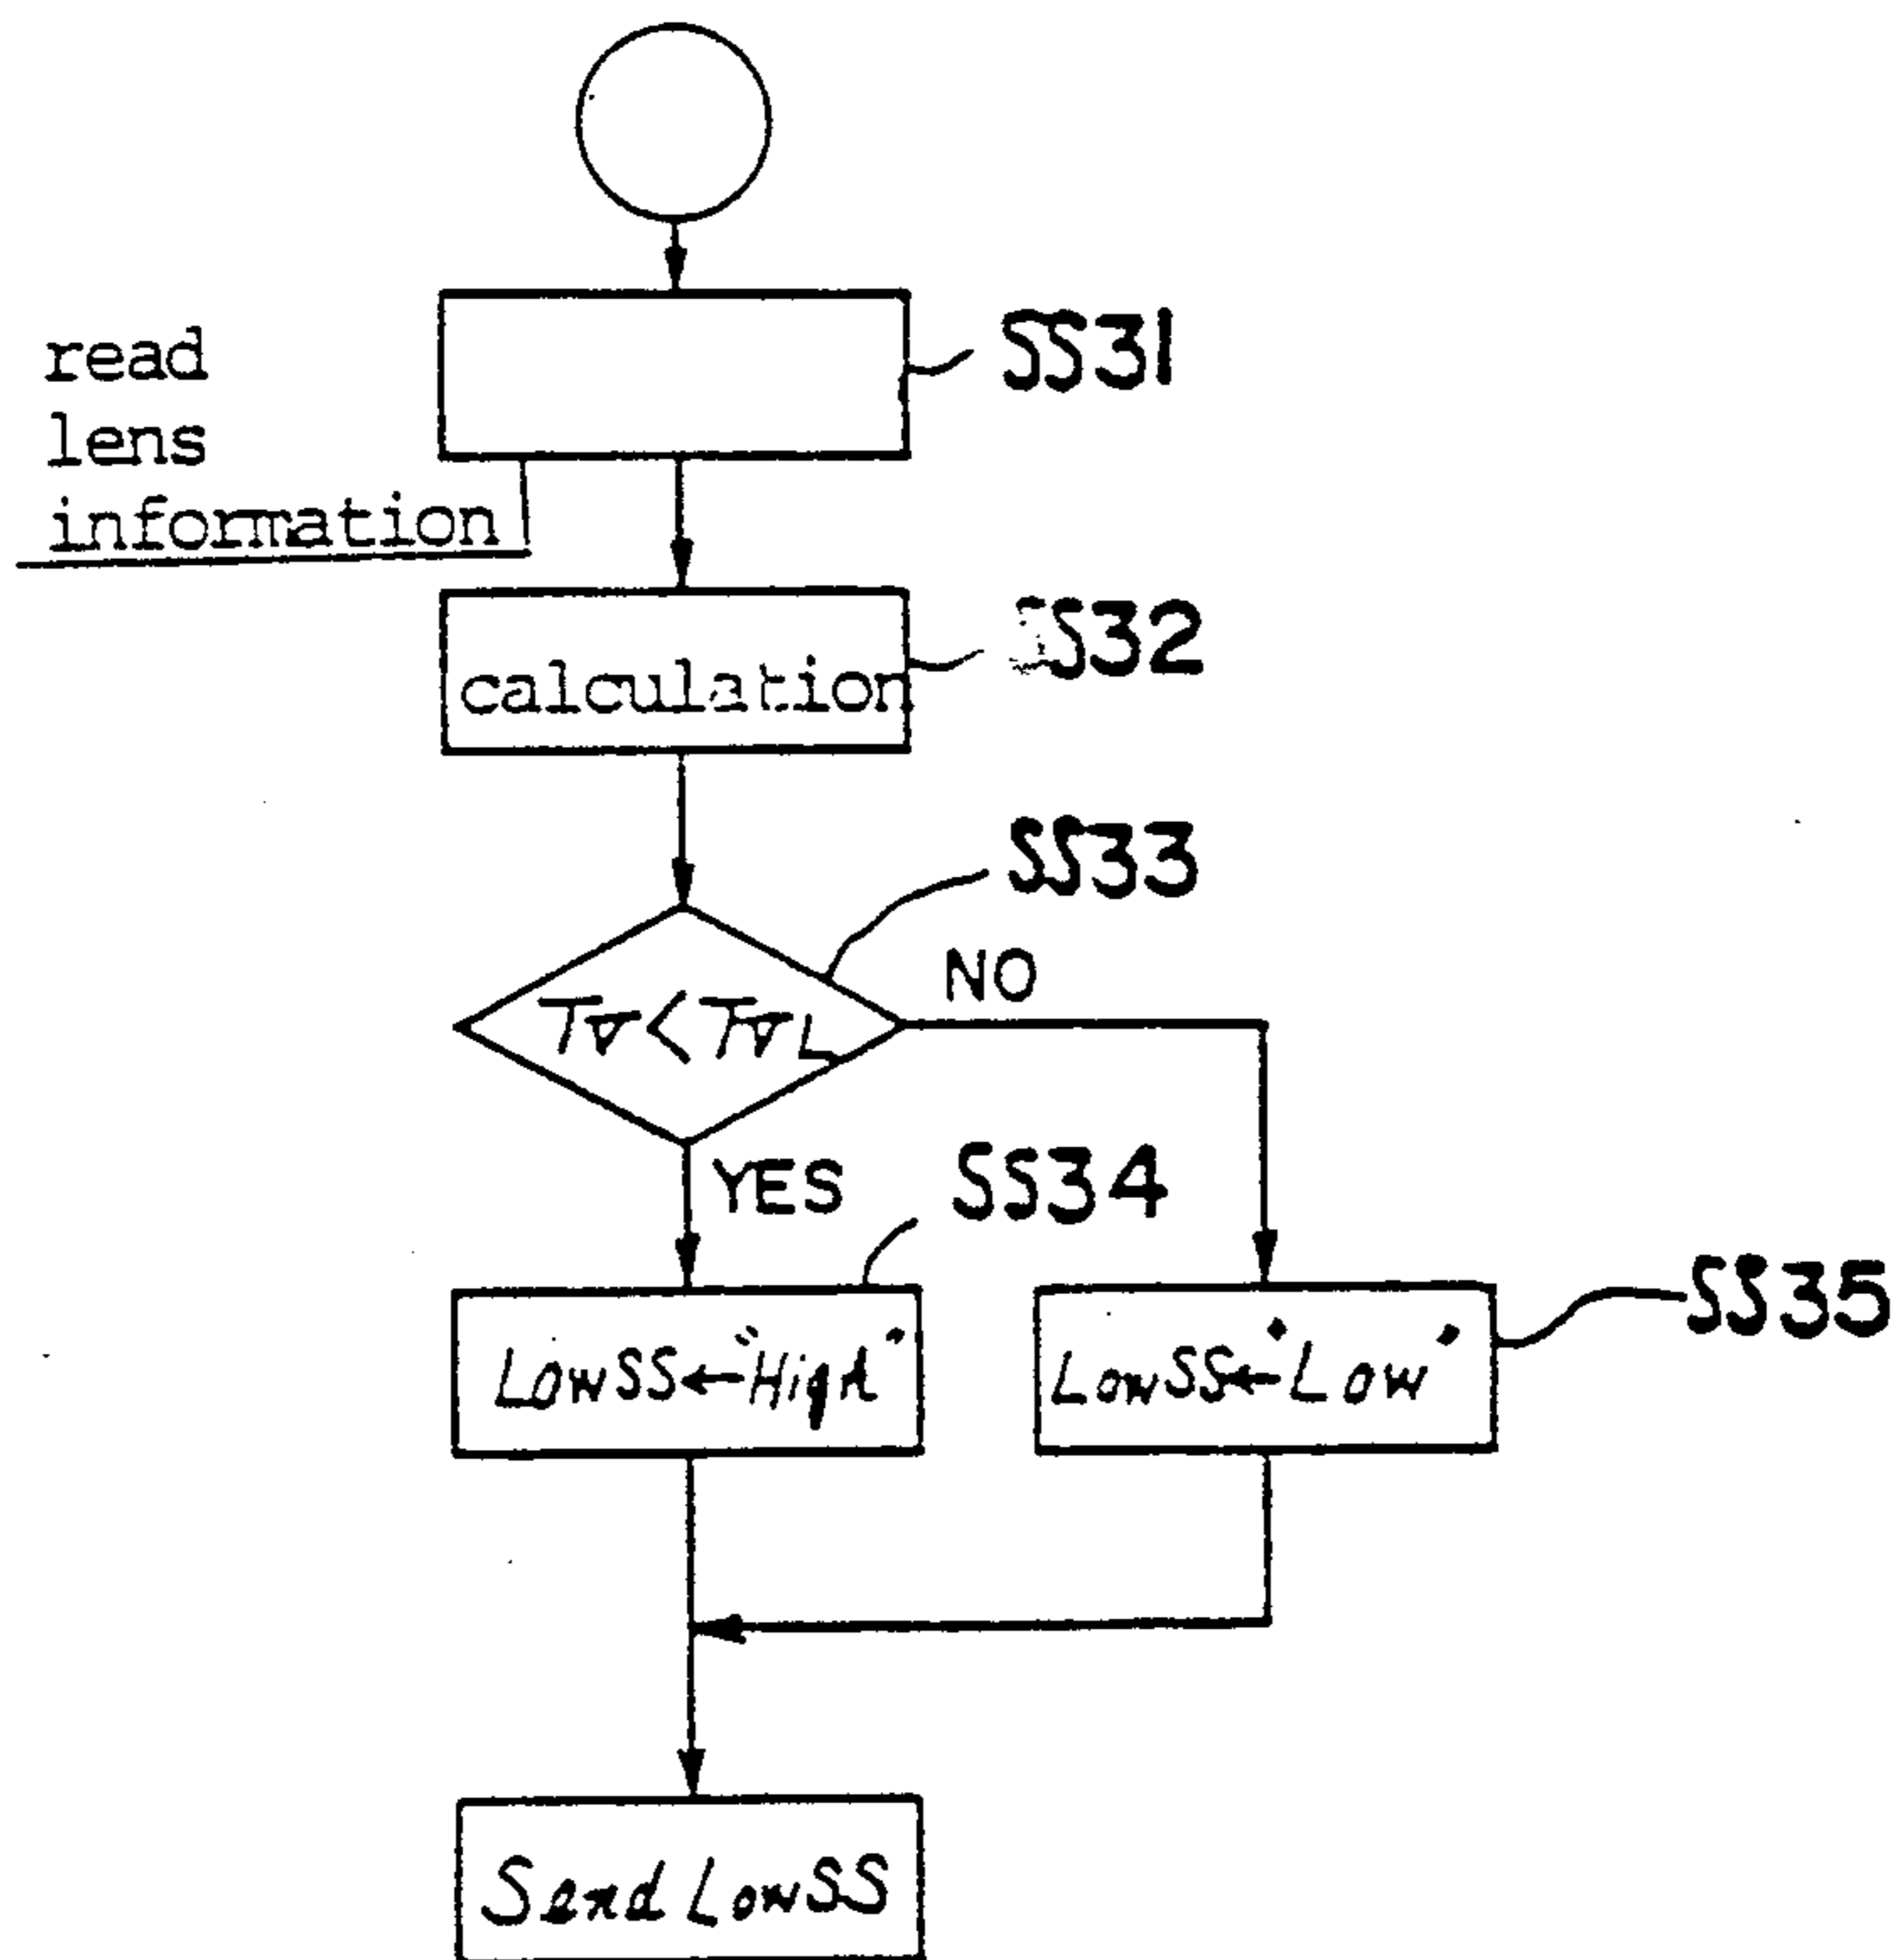 SS31
read
lens
information
SS32
calculation
SS33
NO
Tv<TvL
YES
SS34
SS35
LowSS←"High"
LowSS←"Low"
Send LowSS